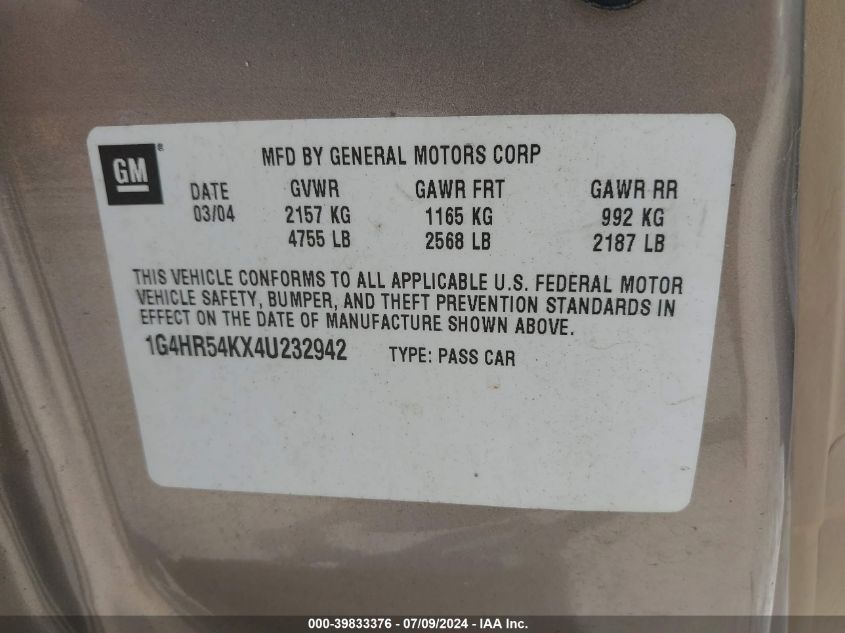 GM ®
MFD BY GENERAL MOTORS CORP
DATE GVWR GAWR FRT GAWR RR
03/04 2157 KG 1165 KG 992 KG
4755 LB 2568 LB 2187 LB
THIS VEHICLE CONFORMS TO ALL APPLICABLE U.S. FEDERAL MOTOR
VEHICLE SAFETY, BUMPER, AND THEFT PREVENTION STANDARDS IN
EFFECT ON THE DATE OF MANUFACTURE SHOWN ABOVE.
1G4HR54KX4U232942 TYPE: PASS CAR
000-39833376 / 07/09/2024 - IAA Inc.